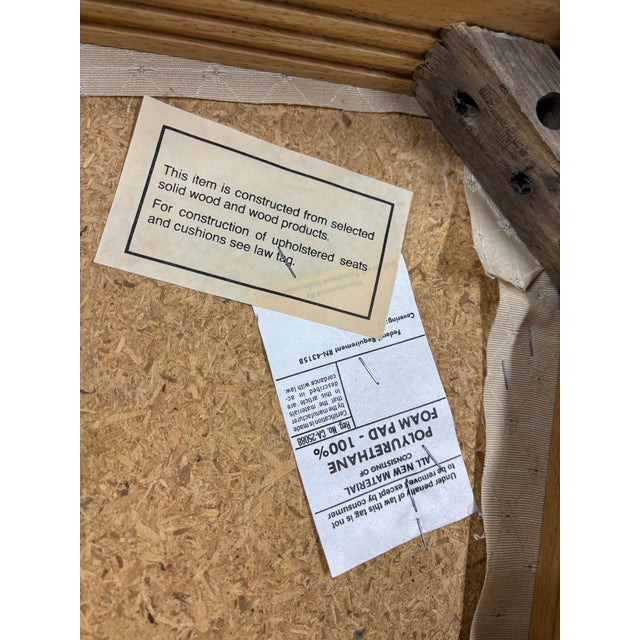 This item is constructed from selected
solid wood and wood products.
For construction of upholstered seats
and cushions see law tag.
Under penalty of law this tag is not
to be removed except by consumer
ALL NEW MATERIAL
CONSISTING OF
POLYURETHANE
FOAM PAD - 100%
Reg. No. CA-25088
Certification is made
by the manufacturer
that the materials
in this article are
described in ac-
cordance with law.
Federal Requirement RN-43158
Covering: